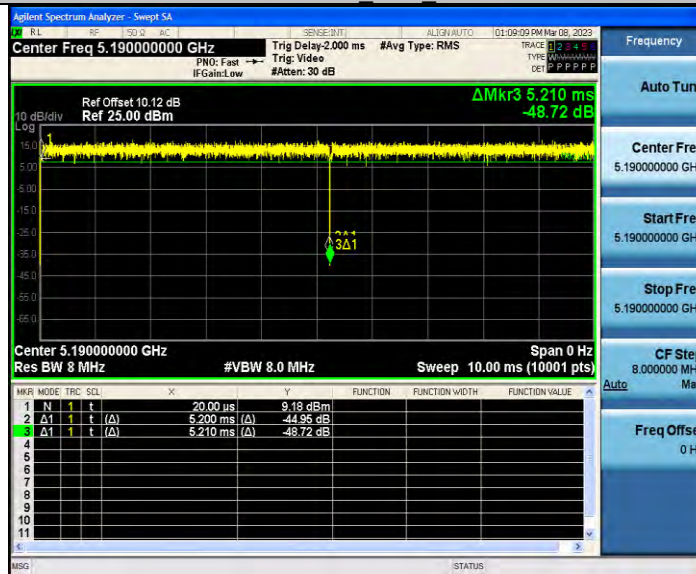 Agilent Spectrum Analyzer - Swept SA
RL RF 50 Ω AC SENSE:INT ALIGN AUTO 01:09:09 PM Mar 08, 2023
Center Freq 5.190000000 GHz
Trig Delay-2.000 ms #Avg Type: RMS TRACE 1 2 3 4 5 6
PNO: Fast Trig: Video TYPE
IFGain:Low #Atten: 30 dB DET P P P P P P
Frequency
ΔMkr3 5.210 ms
-48.72 dB
Ref Offset 10.12 dB
10 dB/div Ref 25.00 dBm
Log
15.0
5.00
-5.00
-15.0
-25.0
-35.0
-45.0
-55.0
-65.0
1
3Δ1
Center 5.190000000 GHz Span 0 Hz
Res BW 8 MHz #VBW 8.0 MHz Sweep 10.00 ms (10001 pts)
MKR MODE TRC SCL X Y FUNCTION FUNCTION WIDTH FUNCTION VALUE
1 N 1 t 20.00 µs 9.18 dBm
2 Δ1 1 t (Δ) 5.200 ms (Δ) -44.95 dB
3 Δ1 1 t (Δ) 5.210 ms (Δ) -48.72 dB
4
5
6
7
8
9
10
11
Auto Tun
Center Fre
5.190000000 GH
Start Fre
5.190000000 GH
Stop Fre
5.190000000 GH
CF Ste
8.000000 MH
Auto Ma
Freq Offse
0 H
MSG STATUS